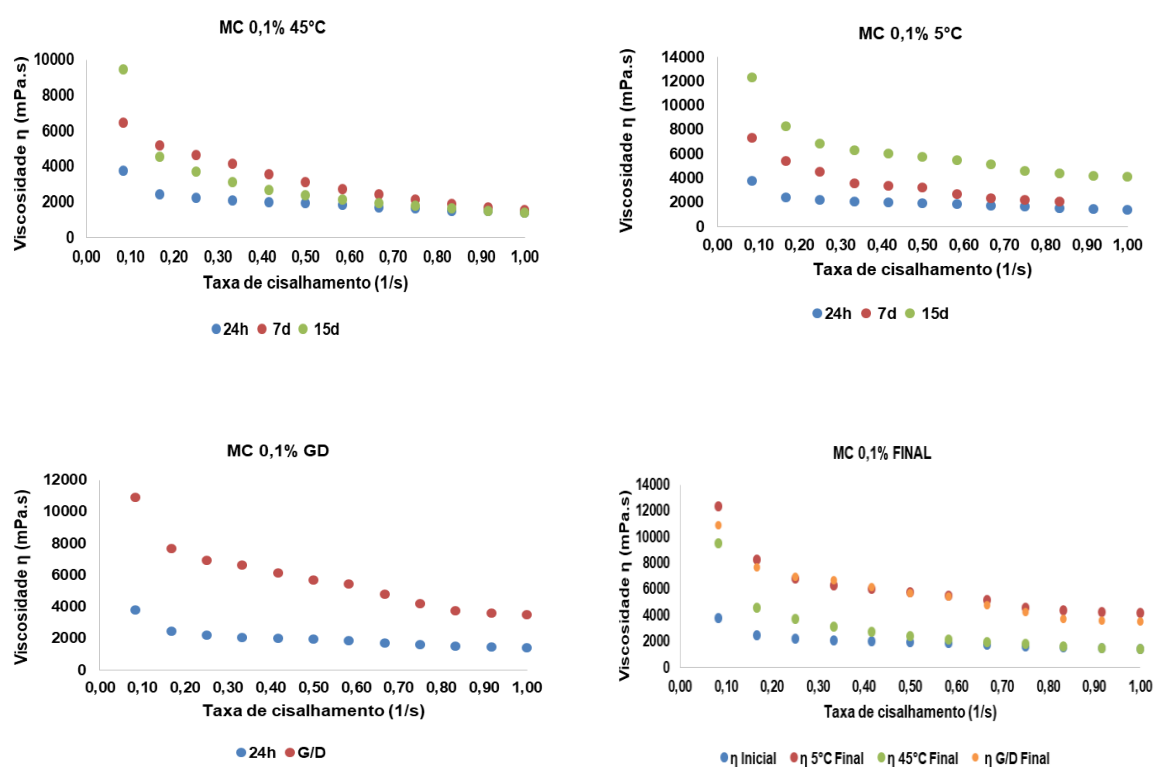 MC 0,1% 45°C
Viscosidade η (mPa.s)
10000
8000
6000
4000
2000
0
0,00 0,10 0,20 0,30 0,40 0,50 0,60 0,70 0,80 0,90 1,00
Taxa de cisalhamento (1/s)
24h 7d 15d
MC 0,1% 5°C
Viscosidade η (mPa.s)
14000
12000
10000
8000
6000
4000
2000
0
0,00 0,10 0,20 0,30 0,40 0,50 0,60 0,70 0,80 0,90 1,00
Taxa de cisalhamento (1/s)
24h 7d 15d
MC 0,1% GD
Viscosidade η (mPa.s)
12000
10000
8000
6000
4000
2000
0
0,00 0,10 0,20 0,30 0,40 0,50 0,60 0,70 0,80 0,90 1,00
Taxa de cisalhamento (1/s)
24h G/D
MC 0,1% FINAL
Viscosidade η (mPa.s)
14000
12000
10000
8000
6000
4000
2000
0
0,00 0,10 0,20 0,30 0,40 0,50 0,60 0,70 0,80 0,90 1,00
Taxa de cisalhamento (1/s)
η Inicial η 5°C Final η 45°C Final η G/D Final